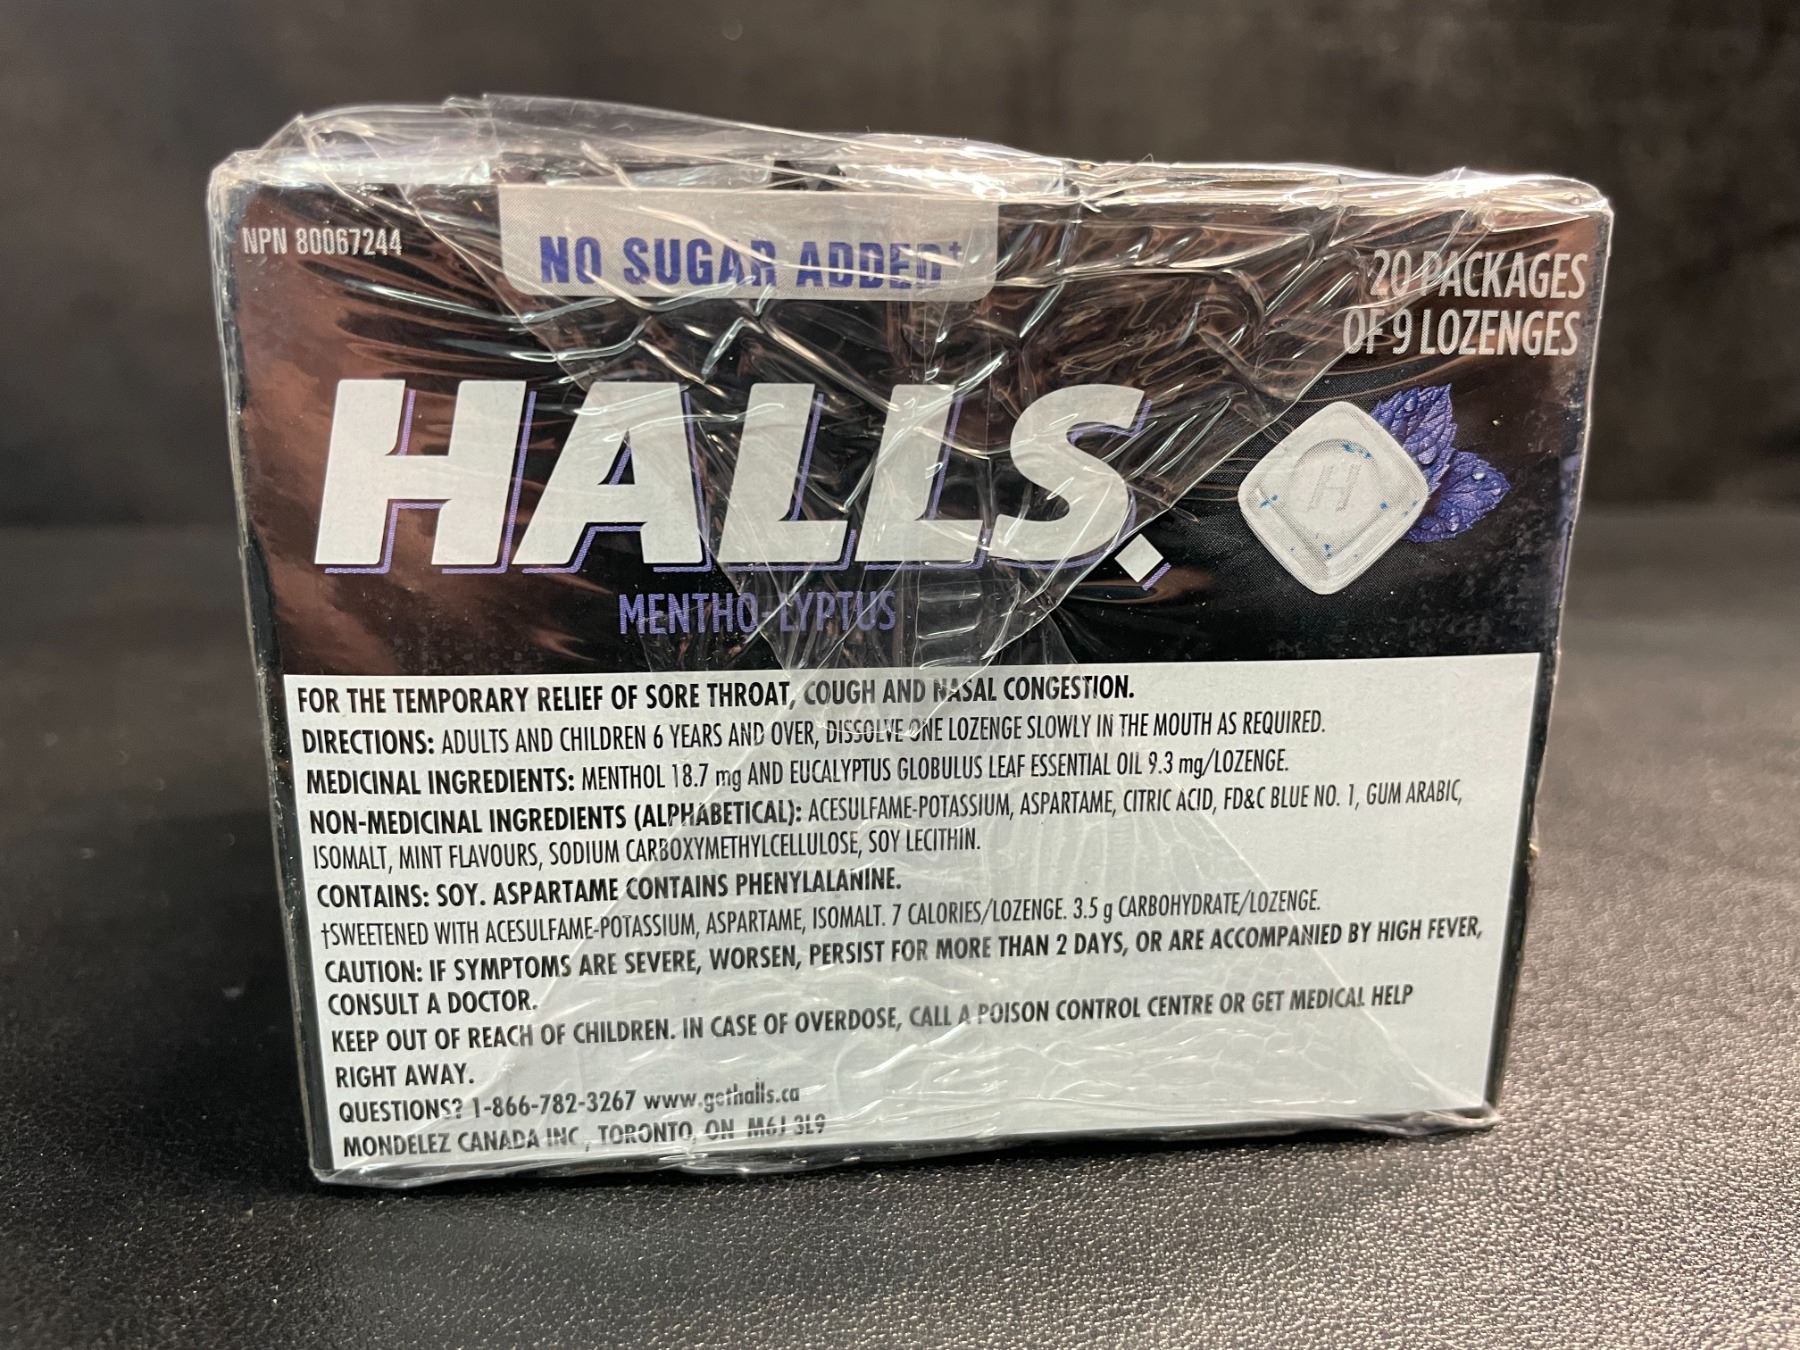 NPN 80067244
NO SUGAR ADDED†
20 PACKAGES
OF 9 LOZENGES
HALLS
H
MENTHO-LYPTUS
FOR THE TEMPORARY RELIEF OF SORE THROAT, COUGH AND NASAL CONGESTION.
DIRECTIONS: ADULTS AND CHILDREN 6 YEARS AND OVER, DISSOLVE ONE LOZENGE SLOWLY IN THE MOUTH AS REQUIRED.
MEDICINAL INGREDIENTS: MENTHOL 18.7 mg AND EUCALYPTUS GLOBULUS LEAF ESSENTIAL OIL 9.3 mg/LOZENGE.
NON-MEDICINAL INGREDIENTS (ALPHABETICAL): ACESULFAME-POTASSIUM, ASPARTAME, CITRIC ACID, FD&C BLUE NO. 1, GUM ARABIC,
ISOMALT, MINT FLAVOURS, SODIUM CARBOXYMETHYLCELLULOSE, SOY LECITHIN.
CONTAINS: SOY. ASPARTAME CONTAINS PHENYLALANINE.
†SWEETENED WITH ACESULFAME-POTASSIUM, ASPARTAME, ISOMALT. 7 CALORIES/LOZENGE. 3.5 g CARBOHYDRATE/LOZENGE.
CAUTION: IF SYMPTOMS ARE SEVERE, WORSEN, PERSIST FOR MORE THAN 2 DAYS, OR ARE ACCOMPANIED BY HIGH FEVER,
CONSULT A DOCTOR.
KEEP OUT OF REACH OF CHILDREN. IN CASE OF OVERDOSE, CALL A POISON CONTROL CENTRE OR GET MEDICAL HELP
RIGHT AWAY.
QUESTIONS? 1-866-782-3267 www.gethalls.ca
MONDELEZ CANADA INC., TORONTO, ON M6J 3L9